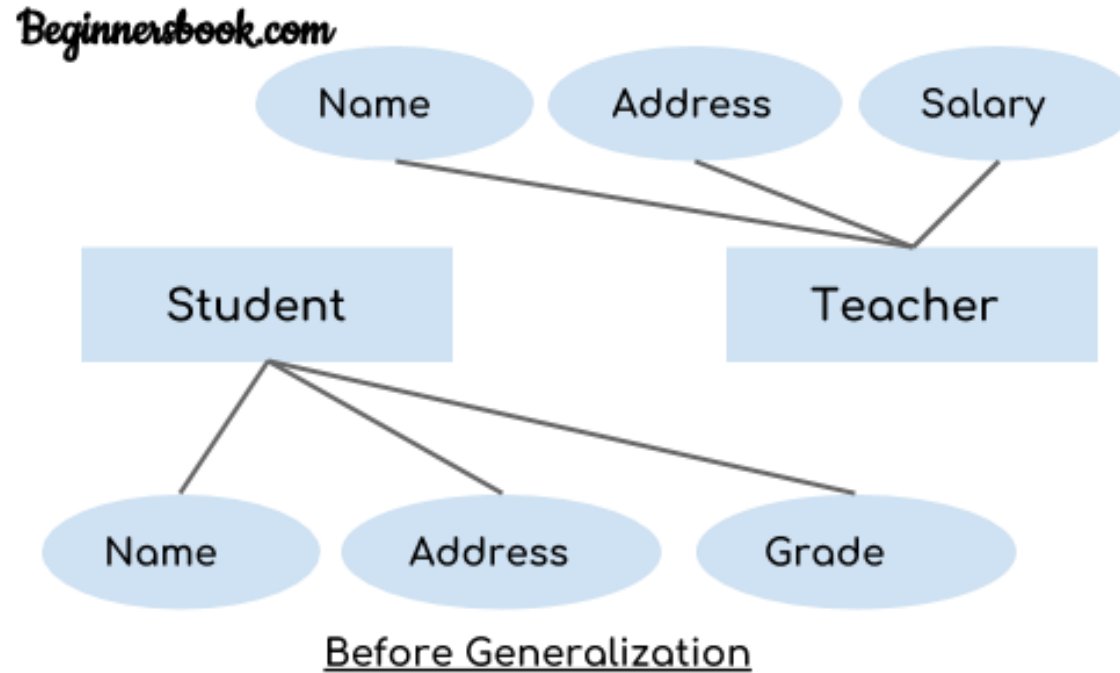 Beginnersbook.com
Name Address Salary
Student Teacher
Name Address Grade
Before Generalization